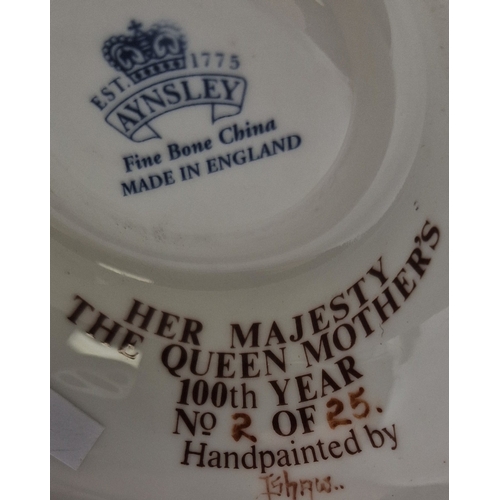 EST. 1775
AYNSLEY
Fine Bone China
MADE IN ENGLAND
HER MAJESTY
THE QUEEN MOTHER'S
100th YEAR
No 2 OF 25.
Handpainted by